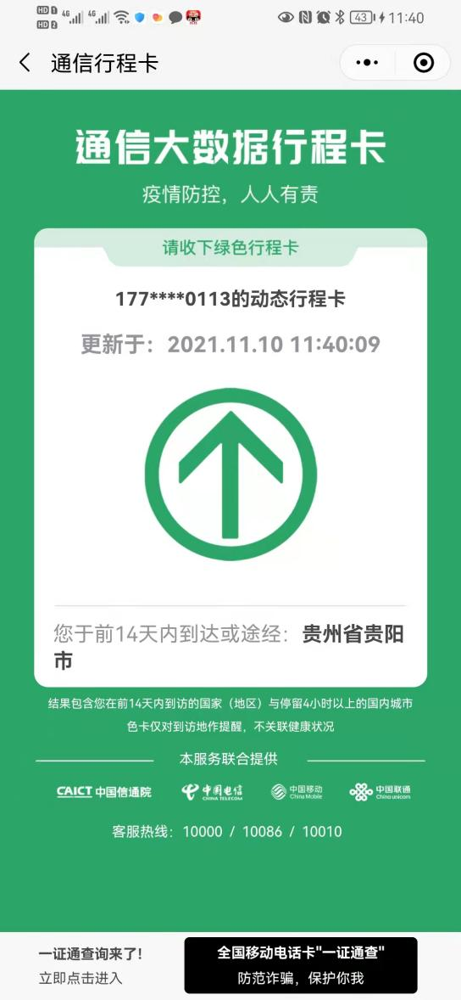 HD 1 4G 4G 43 11:40
HD 2
通信行程卡
通信大数据行程卡
疫情防控，人人有责
请收下绿色行程卡
177****0113的动态行程卡
更新于：2021.11.10 11:40:09
您于前14天内到达或途经：贵州省贵阳
市
结果包含您在前14天内到访的国家（地区）与停留4小时以上的国内城市
色卡仅对到访地作提醒，不关联健康状况
本服务联合提供
CAICT 中国信通院 中国电信 CHINA TELECOM 中国移动 China Mobile 中国联通 China unicom
客服热线：10000 / 10086 / 10010
一证通查询来了!
立即点击进入
全国移动电话卡"一证通查"
防范诈骗，保护你我